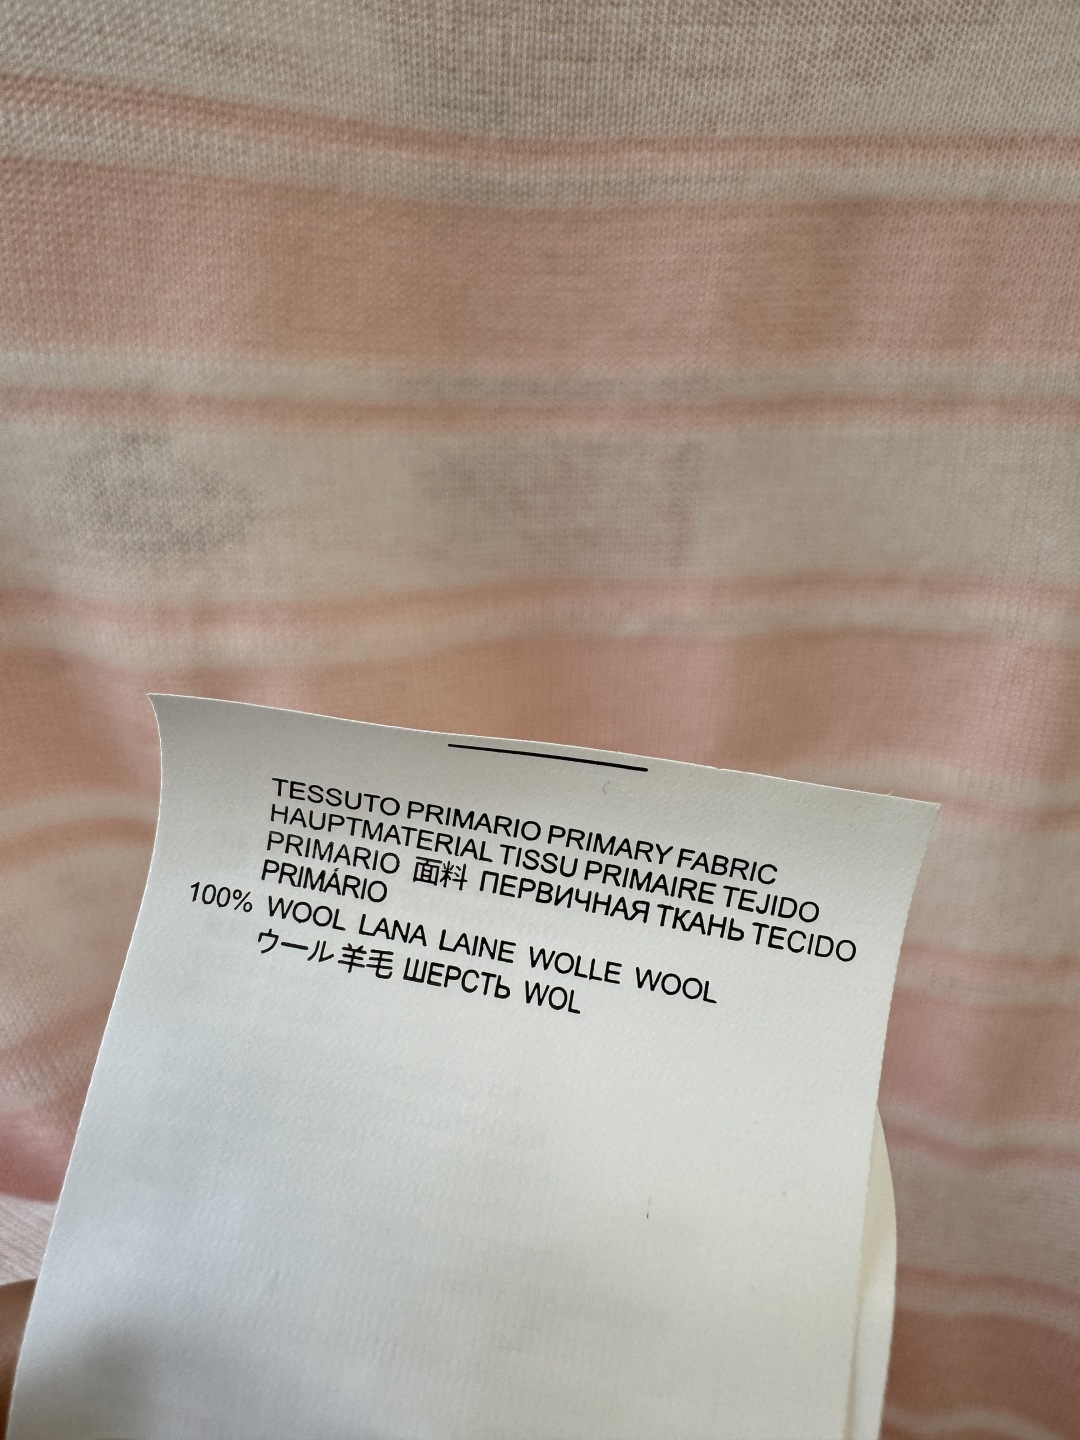 TESSUTO PRIMARIO PRIMARY FABRIC
HAUPTMATERIAL TISSU PRIMAIRE TEJIDO
PRIMARIO 面料 ПЕРВИЧНАЯ ТКАНЬ TECIDO
PRIMÁRIO
100% WOOL LANA LAINE WOLLE WOOL
ウール 羊毛 ШЕРСТЬ WOL